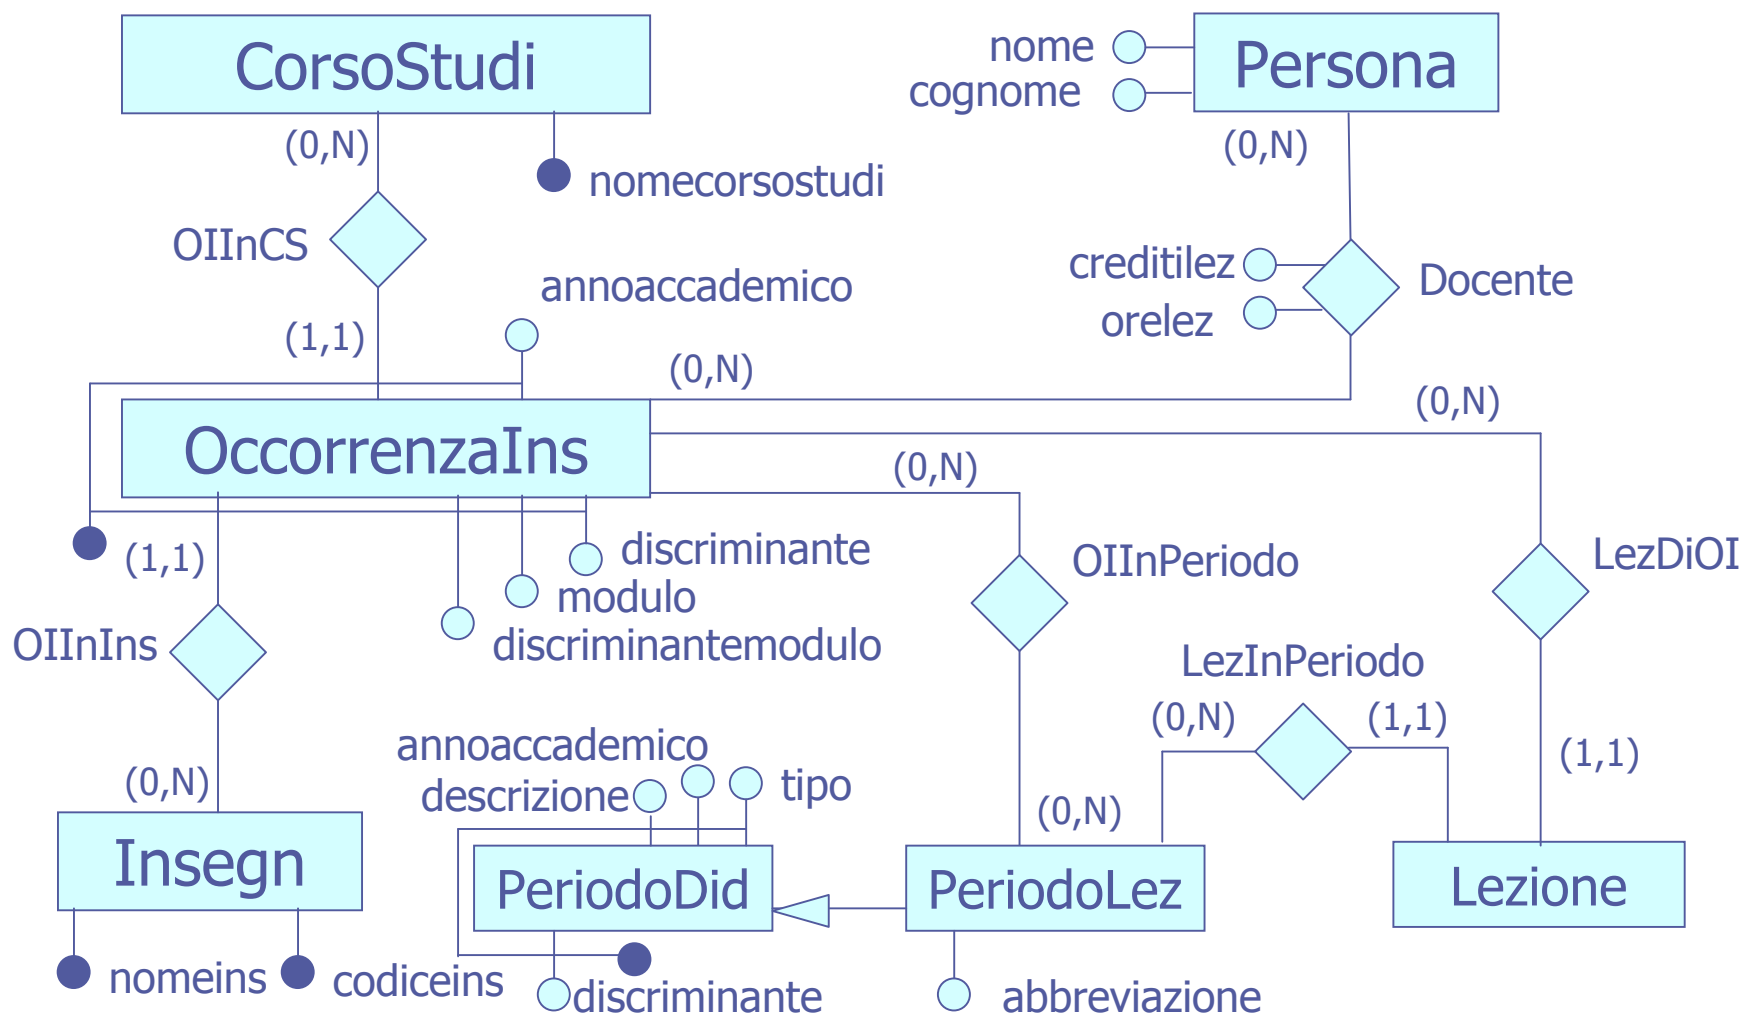 CorsoStudi
nome
Persona
cognome
(0,N)
(0,N)
nomecorsostudi
OIInCS
creditilez
Docente
annoaccademico
orelez
(1,1)
(0,N)
(0,N)
OccorrenzaIns
(0,N)
(1,1)
discriminante
OIInPeriodo
LezDiOI
modulo
OIInIns
discriminantemodulo
LezInPeriodo
(0,N)
(1,1)
annoaccademico
(1,1)
(0,N)
descrizione
tipo
(0,N)
Insegn
PeriodoDid
PeriodoLez
Lezione
nomeins
codiceins
discriminante
abbreviazione